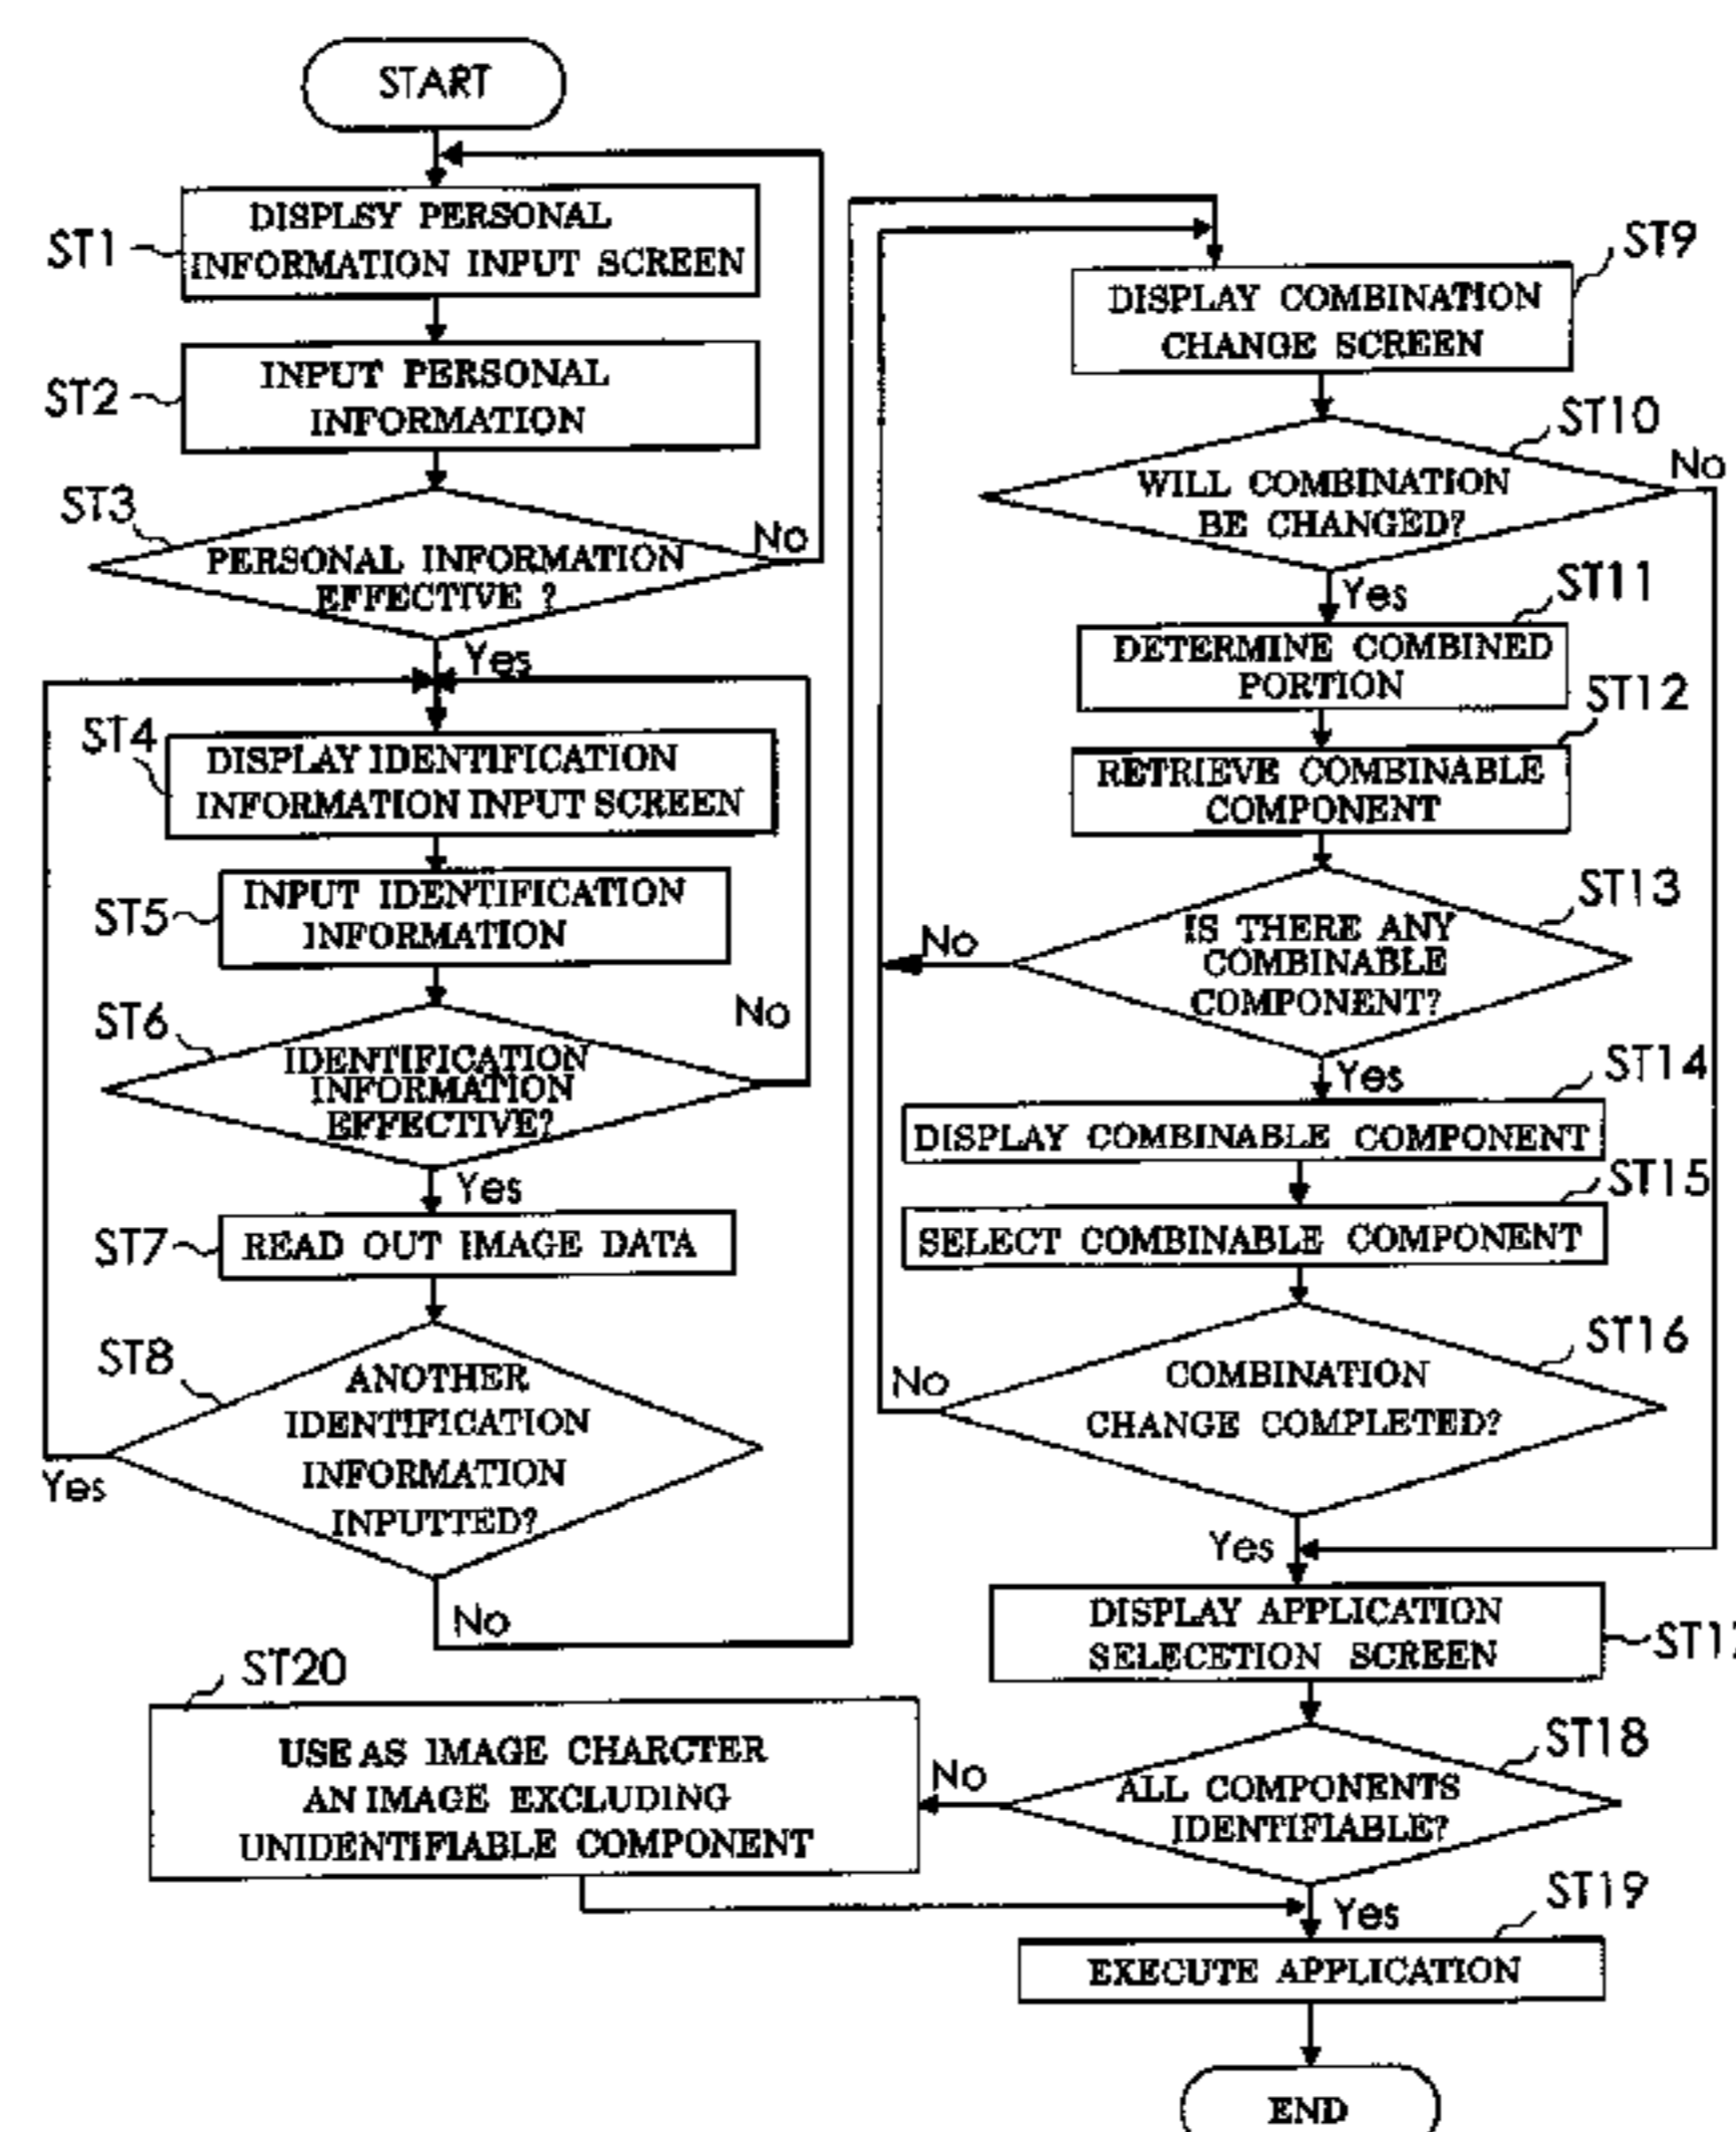 START
ST1
DISPLSY PERSONAL
INFORMATION INPUT SCREEN
ST2
INPUT PERSONAL
INFORMATION
ST3
PERSONAL INFORMATION
EFFECTIVE ?
No
Yes
ST4
DISPLAY IDENTIFICATION
INFORMATION INPUT SCREEN
ST5
INPUT IDENTIFICATION
INFORMATION
ST6
IDENTIFICATION
INFORMATION
EFFECTIVE?
No
Yes
ST7
READ OUT IMAGE DATA
ST8
ANOTHER
IDENTIFICATION
INFORMATION
INPUTTED?
Yes
No
ST9
DISPLAY COMBINATION
CHANGE SCREEN
ST10
WILL COMBINATION
BE CHANGED?
No
Yes
ST11
DETERMINE COMBINED
PORTION
ST12
RETRIEVE COMBINABLE
COMPONENT
ST13
IS THERE ANY
COMBINABLE
COMPONENT?
No
Yes
ST14
DISPLAY COMBINABLE COMPONENT
ST15
SELECT COMBINABLE COMPONENT
ST16
COMBINATION
CHANGE COMPLETED?
No
Yes
DISPLAY APPLICATION
SELECETION SCREEN
ST18
ALL COMPONENTS
IDENTIFIABLE?
No
Yes
ST20
USE AS IMAGE CHARCTER
AN IMAGE EXCLUDING
UNIDENTIFIABLE COMPONENT
ST19
EXECUTE APPLICATION
END